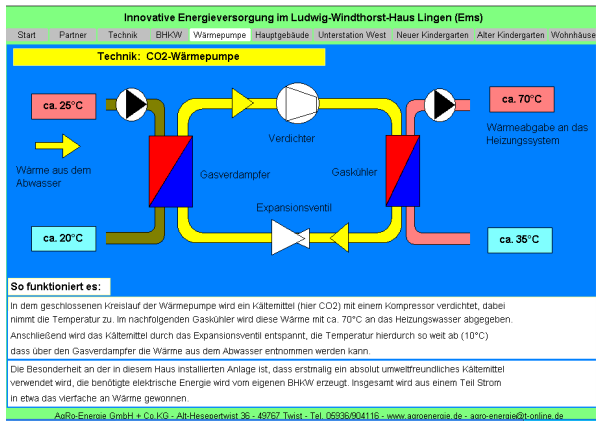 Innovative Energieversorgung im Ludwig-Windthorst-Haus Lingen (Ems)
Start Partner Technik BHKW Wärmepumpe Hauptgebäude Unterstation West Neuer Kindergarten Alter Kindergarten Wohnhäuse
Technik: CO2-Wärmepumpe
ca. 25°C
ca. 70°C
Verdichter
Wärmeabgabe an das
Heizungssystem
Wärme aus dem
Abwasser
Gasverdampfer
Gaskühler
Expansionsventil
ca. 20°C
ca. 35°C
So funktioniert es:
In dem geschlossenen Kreislauf der Wärmepumpe wird ein Kältemittel (hier CO2) mit einem Kompressor verdichtet, dabei
nimmt die Temperatur zu. Im nachfolgenden Gaskühler wird diese Wärme mit ca. 70°C an das Heizungswasser abgegeben.
Anschließend wird das Kältemittel durch das Expansionsventil entspannt, die Temperatur hierdurch so weit ab (10°C)
dass über den Gasverdampfer die Wärme aus dem Abwasser entnommen werden kann.
Die Besonderheit an der in diesem Haus installierten Anlage ist, dass erstmalig ein absolut umweltfreundliches Kältemittel
verwendet wird, die benötigte elektrische Energie wird vom eigenen BHKW erzeugt. Insgesamt wird aus einem Teil Strom
in etwa das vierfache an Wärme gewonnen.
AgRo-Energie GmbH + Co.KG - Alt-Hesepertwist 36 - 49767 Twist - Tel. 05936/904116 - www.agroenergie.de - agro-energie@t-online.de